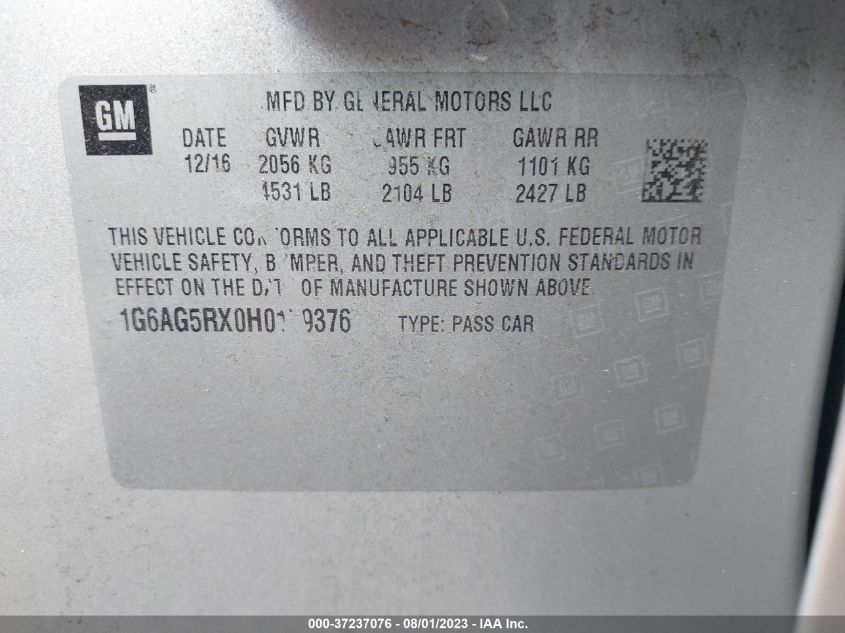 GM ®
MFD BY GENERAL MOTORS LLC
DATE GVWR GAWR FRT GAWR RR
12/16 2056 KG 955 KG 1101 KG
4531 LB 2104 LB 2427 LB
THIS VEHICLE CONFORMS TO ALL APPLICABLE U.S. FEDERAL MOTOR
VEHICLE SAFETY, BUMPER, AND THEFT PREVENTION STANDARDS IN
EFFECT ON THE DATE OF MANUFACTURE SHOWN ABOVE
TYPE: PASS CAR
000-37237076 - 08/01/2023 - IAA Inc.